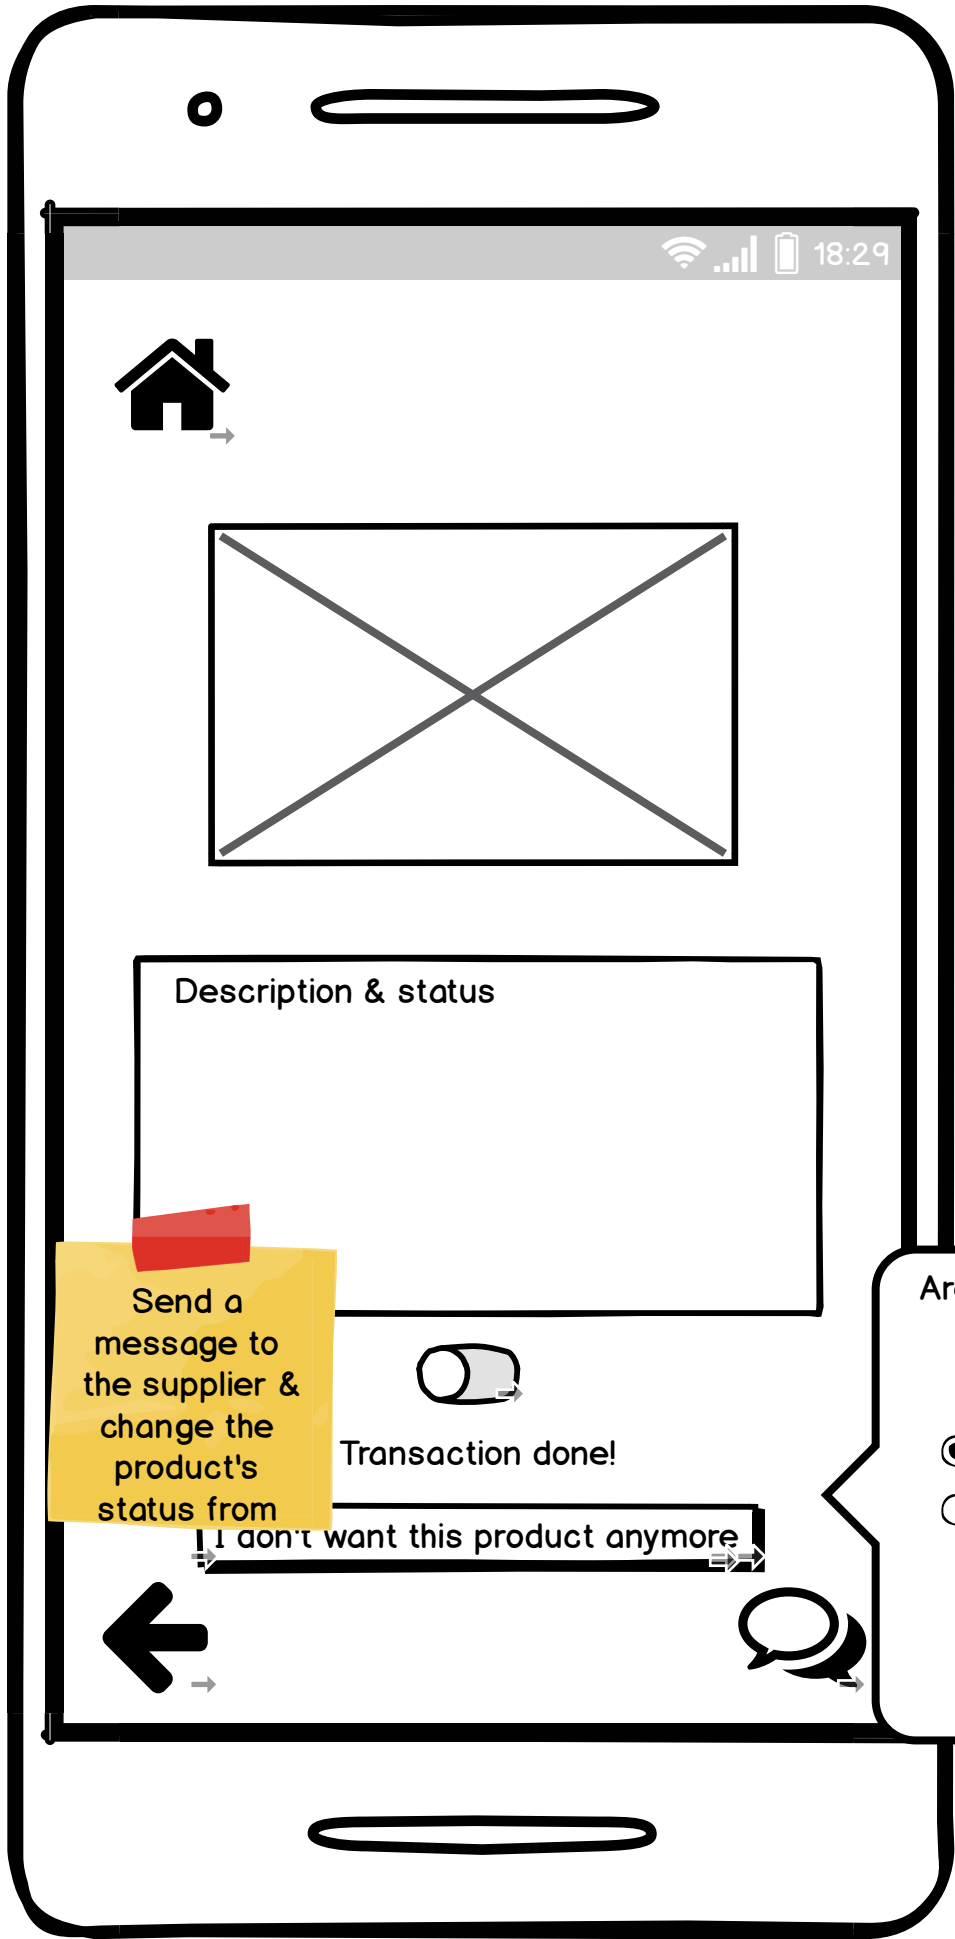 18:29
Description & status
Send a
message to
the supplier &
change the
product's
status from
Transaction done!
I don't want this product anymore